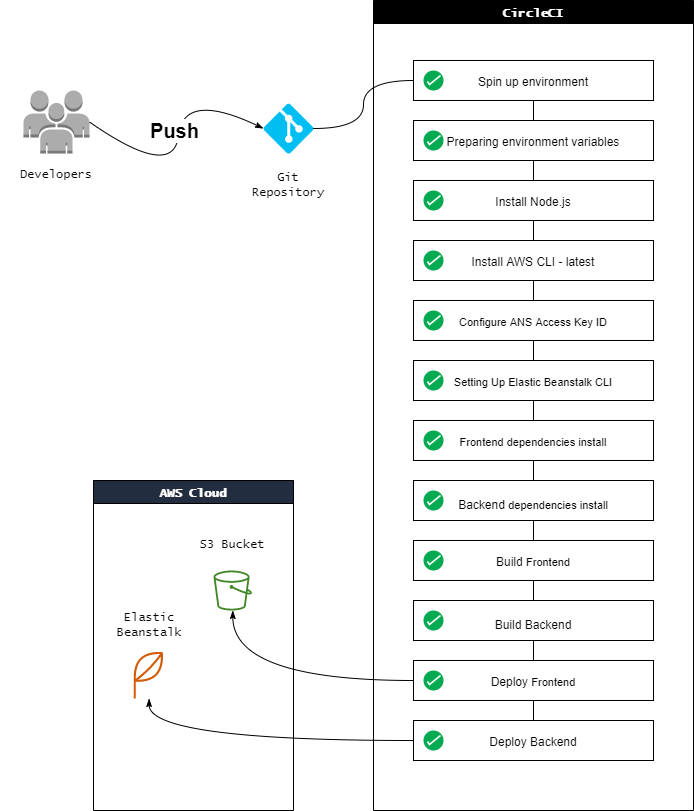 CircleCI
Spin up environment
Push
Preparing environment variables
Developers
Git
Repository
Install Node.js
Install AWS CLI - latest
Configure ANS Access Key ID
Setting Up Elastic Beanstalk CLI
Frontend dependencies install
Backend dependencies install
Build Frontend
Build Backend
Deploy Frontend
Deploy Backend
AWS Cloud
S3 Bucket
Elastic
Beanstalk